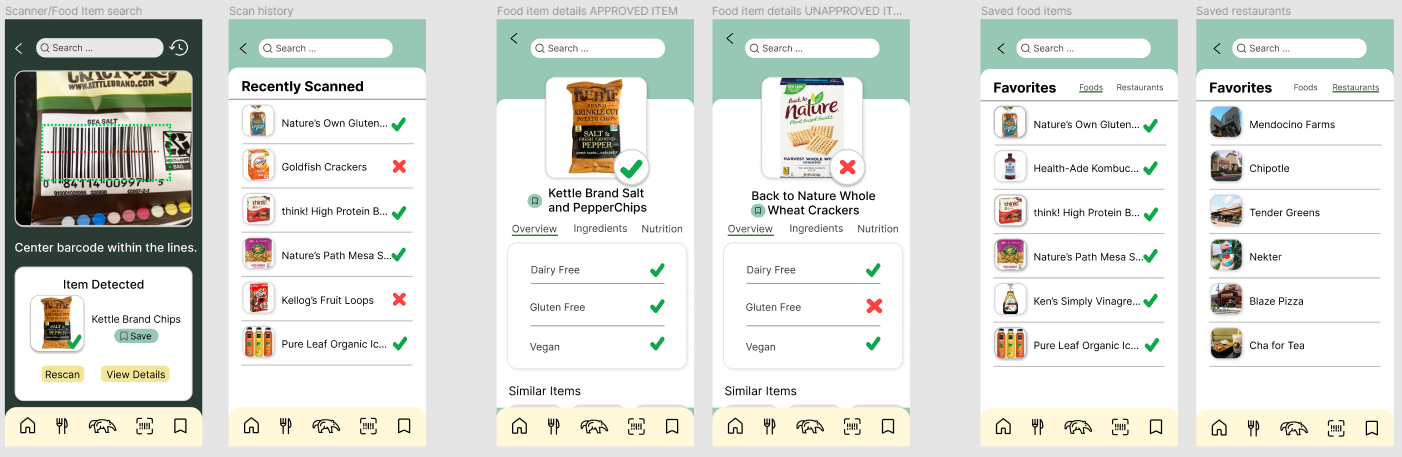 Scanner/Food Item search
Search ...
WWW.KETTLEBRAND.COM
SEA SALT
MULTI-LAYER
BAG
0 84114 00997 5
Center barcode within the lines.
Item Detected
Kettle Brand Chips
Save
Rescan
View Details
Scan history
Search ...
Recently Scanned
Nature's Own Gluten...
Goldfish Crackers
think! High Protein B...
Nature's Path Mesa S...
Kellog's Fruit Loops
Pure Leaf Organic Ic...
Food item details APPROVED ITEM
Search ...
KETTLE
BRAND
KRINKLE CUT
POTATO CHIPS
SALT &
FRESH GROUND
PEPPER
Kettle Brand Salt
and PepperChips
Overview
Ingredients
Nutrition
Dairy Free
Gluten Free
Vegan
Similar Items
Food item details UNAPPROVED IT...
Search ...
Back to
nature
Plant Based Snacks
HARVEST WHOLE WH
CRACKERS
Back to Nature Whole
Wheat Crackers
Overview
Ingredients
Nutrition
Dairy Free
Gluten Free
Vegan
Similar Items
Saved food items
Search ...
Favorites
Foods
Restaurants
Nature's Own Gluten...
Health-Ade Kombuc...
think! High Protein B...
Nature's Path Mesa S...
Ken's Simply Vinagre...
Pure Leaf Organic Ic...
Saved restaurants
Search ...
Favorites
Foods
Restaurants
Mendocino Farms
Chipotle
Tender Greens
Nekter
Blaze Pizza
Cha for Tea